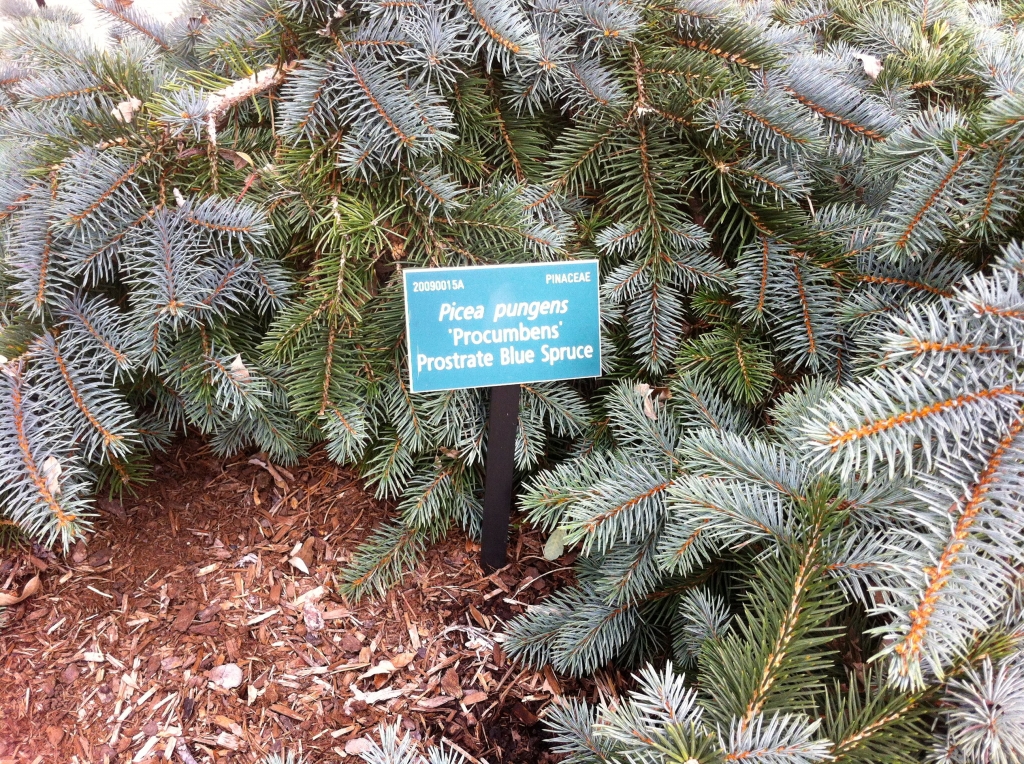 20090015A PINACEAE
Picea pungens
'Procumbens'
Prostrate Blue Spruce